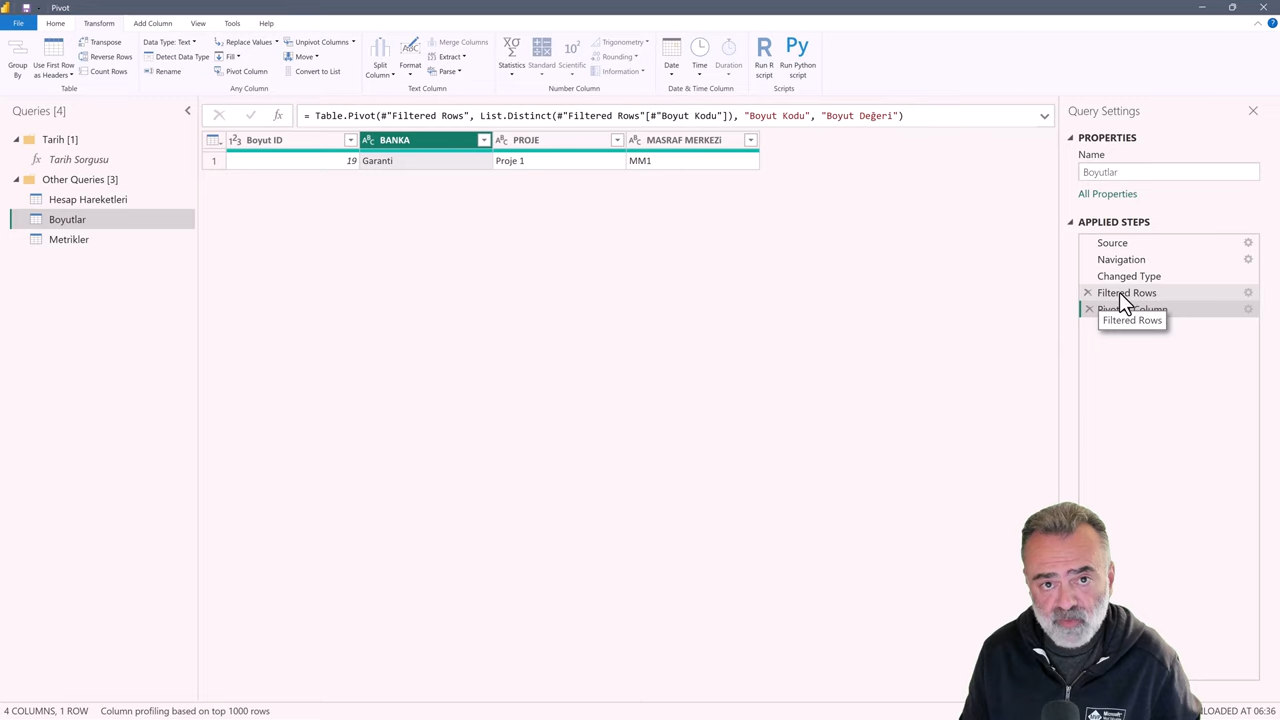 Pivot
File Home Transform Add Column View Tools Help
Group By
Use First Row as Headers
Transpose
Reverse Rows
Count Rows
Table
Data Type: Text
Detect Data Type
Rename
Replace Values
Fill
Pivot Column
Unpivot Columns
Move
Convert to List
Any Column
Split Column
Format
Merge Columns
Extract
Parse
Text Column
Statistics
Standard
Scientific
Trigonometry
Rounding
Information
Number Column
Date
Time
Duration
Date & Time Column
Run R script
Run Python script
Scripts
Queries [4]
Tarih [1]
Tarih Sorgusu
Other Queries [3]
Hesap Hareketleri
Boyutlar
Metrikler
= Table.Pivot(#"Filtered Rows", List.Distinct(#"Filtered Rows"[#"Boyut Kodu"]), "Boyut Kodu", "Boyut Değeri")
Boyut ID BANKA PROJE MASRAF MERKEZi
1 19 Garanti Proje 1 MM1
Query Settings
PROPERTIES
Name
Boyutlar
All Properties
APPLIED STEPS
Source
Navigation
Changed Type
Filtered Rows
Filtered Rows
4 COLUMNS, 1 ROW Column profiling based on top 1000 rows
NLOADED AT 06:36
Microsoft